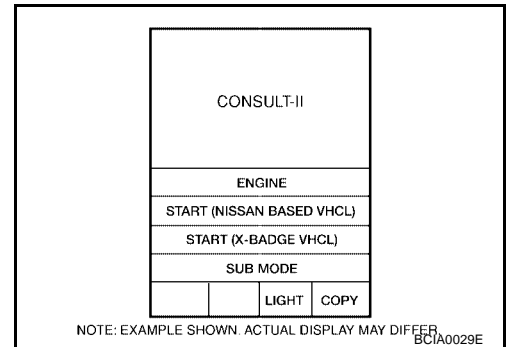 CONSULT-II
ENGINE
START (NISSAN BASED VHCL)
START (X-BADGE VHCL)
SUB MODE
LIGHT COPY
NOTE: EXAMPLE SHOWN. ACTUAL DISPLAY MAY DIFFER.
BCIA0029E